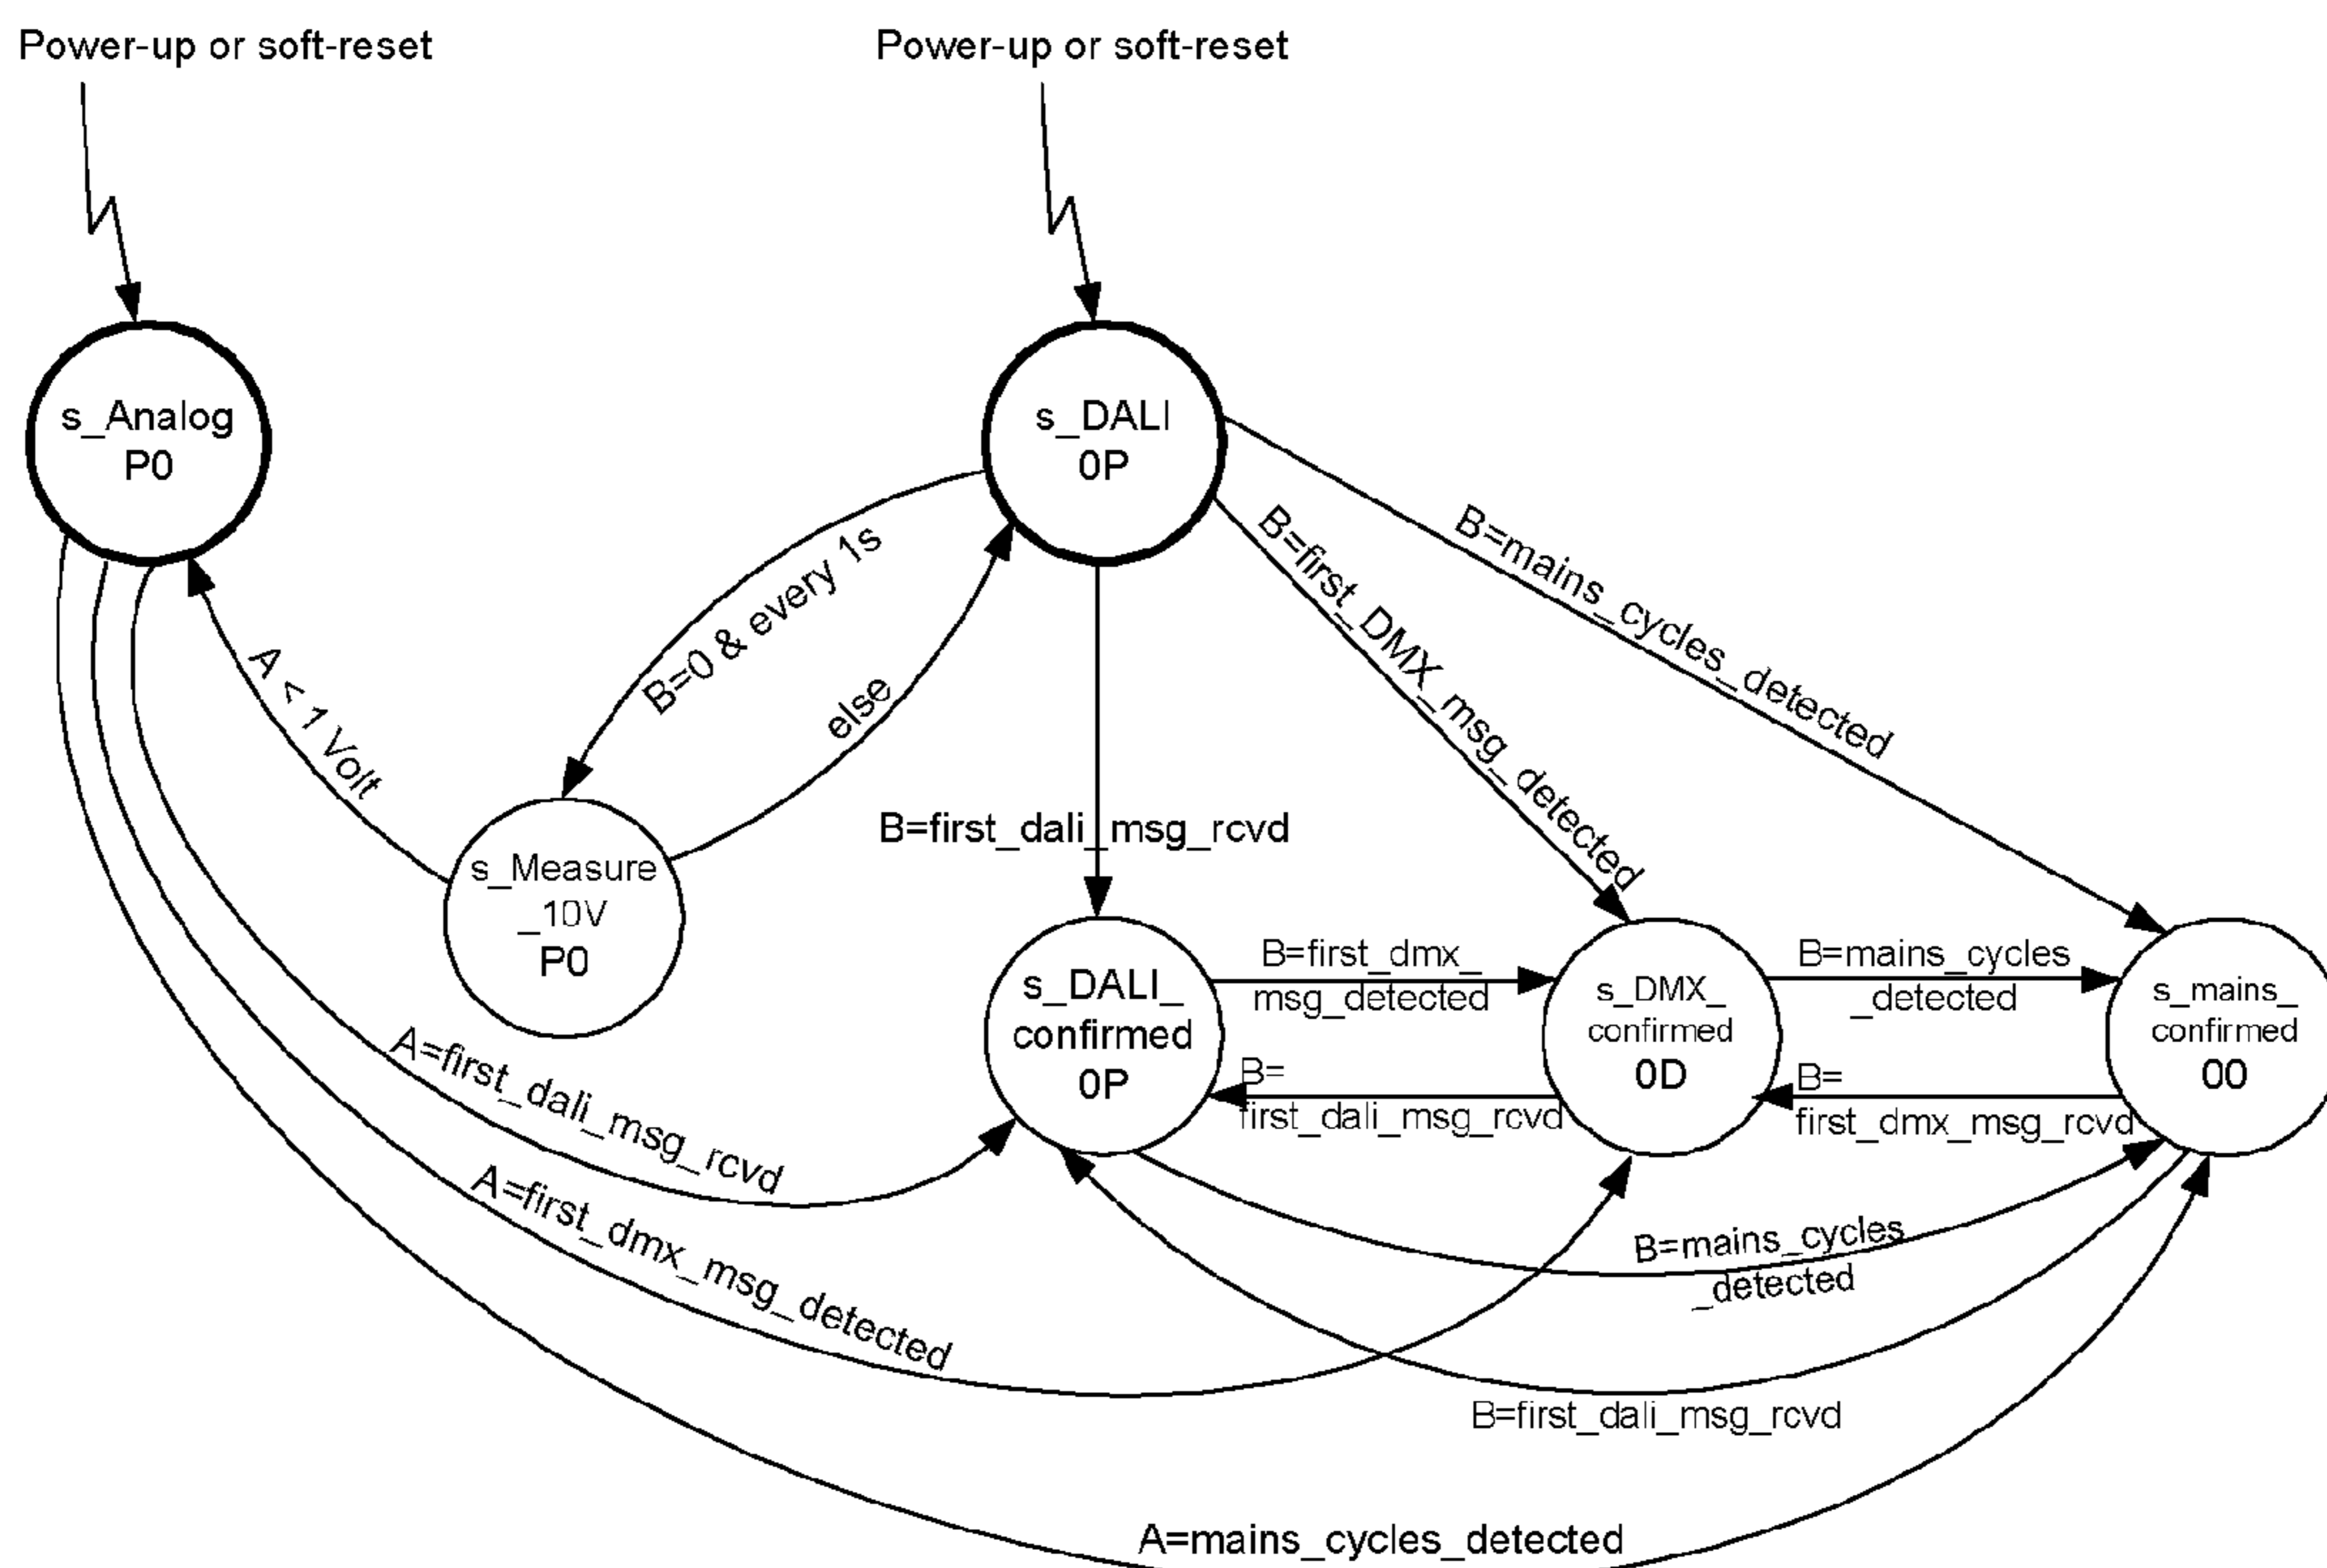 Power-up or soft-reset
Power-up or soft-reset
s_Analog
P0
s_DALI
0P
B=mains_cycles_detected
B=first_DMX_msg_detected
B=0 & every 1s
else
A < 1 Volt
B=first_dali_msg_rcvd
s_Measure
_10V
P0
s_DALI_
confirmed
0P
B=first_dmx_
msg_detected
B=
first_dali_msg_rcvd
s_DMX_
confirmed
0D
B=mains_cycles
_detected
B=
first_dmx_msg_rcvd
s_mains_
confirmed
00
A=first_dali_msg_rcvd
A=first_dmx_msg_detected
B=mains_cycles
_detected
B=first_dali_msg_rcvd
A=mains_cycles_detected